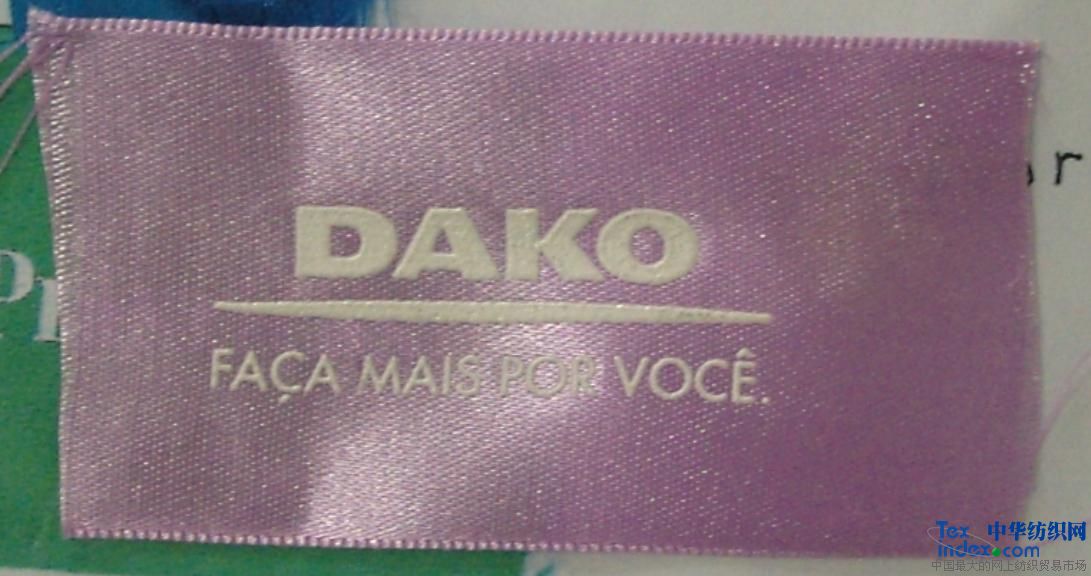 DAKO
FAÇA MAIS POR VOCÊ.
r
Tex 中华纺织网
index.com
中国最大的网上纺织贸易市场